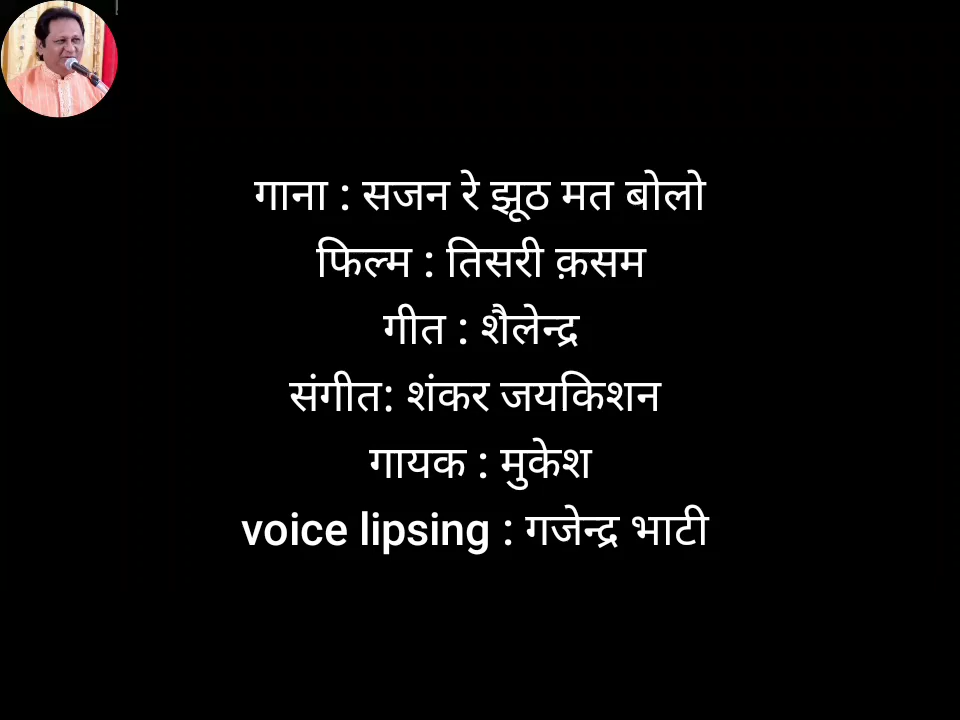 गाना : सजन रे झूठ मत बोलो
फिल्म : तिसरी क़सम
गीत : शैलेन्द्र
संगीत: शंकर जयकिशन
गायक : मुकेश
voice lipsing : गजेन्द्र भाटी